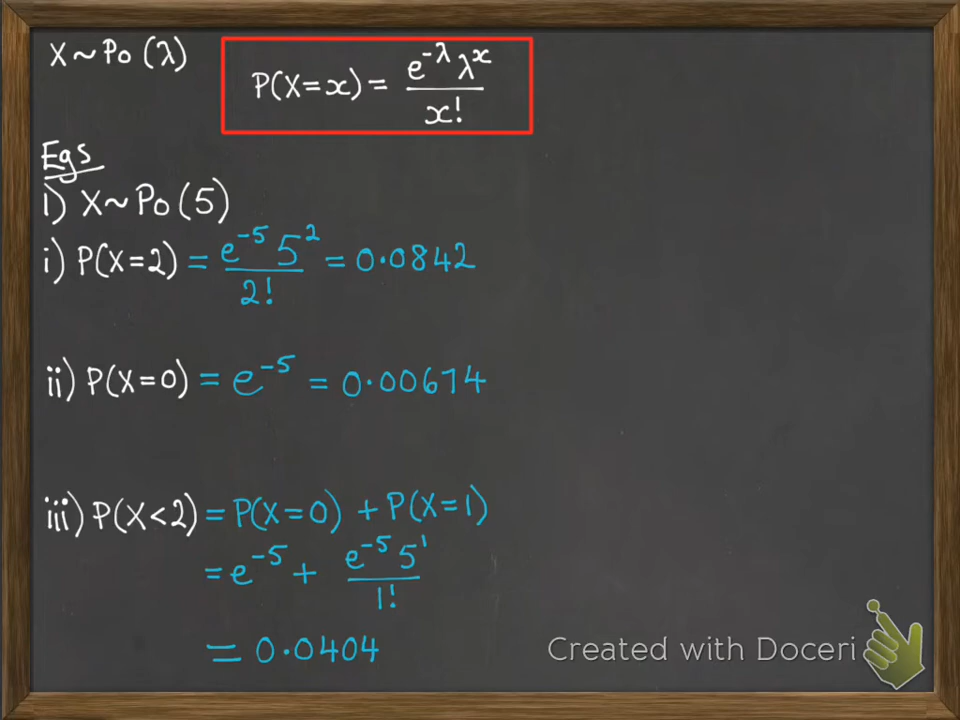 X ~ Po (λ)
P(X=x) = e^-λ λ^x / x!
Egs
1) X ~ Po (5)
i) P(X=2) = e^-5 5^2 / 2! = 0.0842
ii) P(X=0) = e^-5 = 0.00674
iii) P(X<2) = P(X=0) + P(X=1)
= e^-5 + e^-5 5^1 / 1!
= 0.0404
Created with Doceri